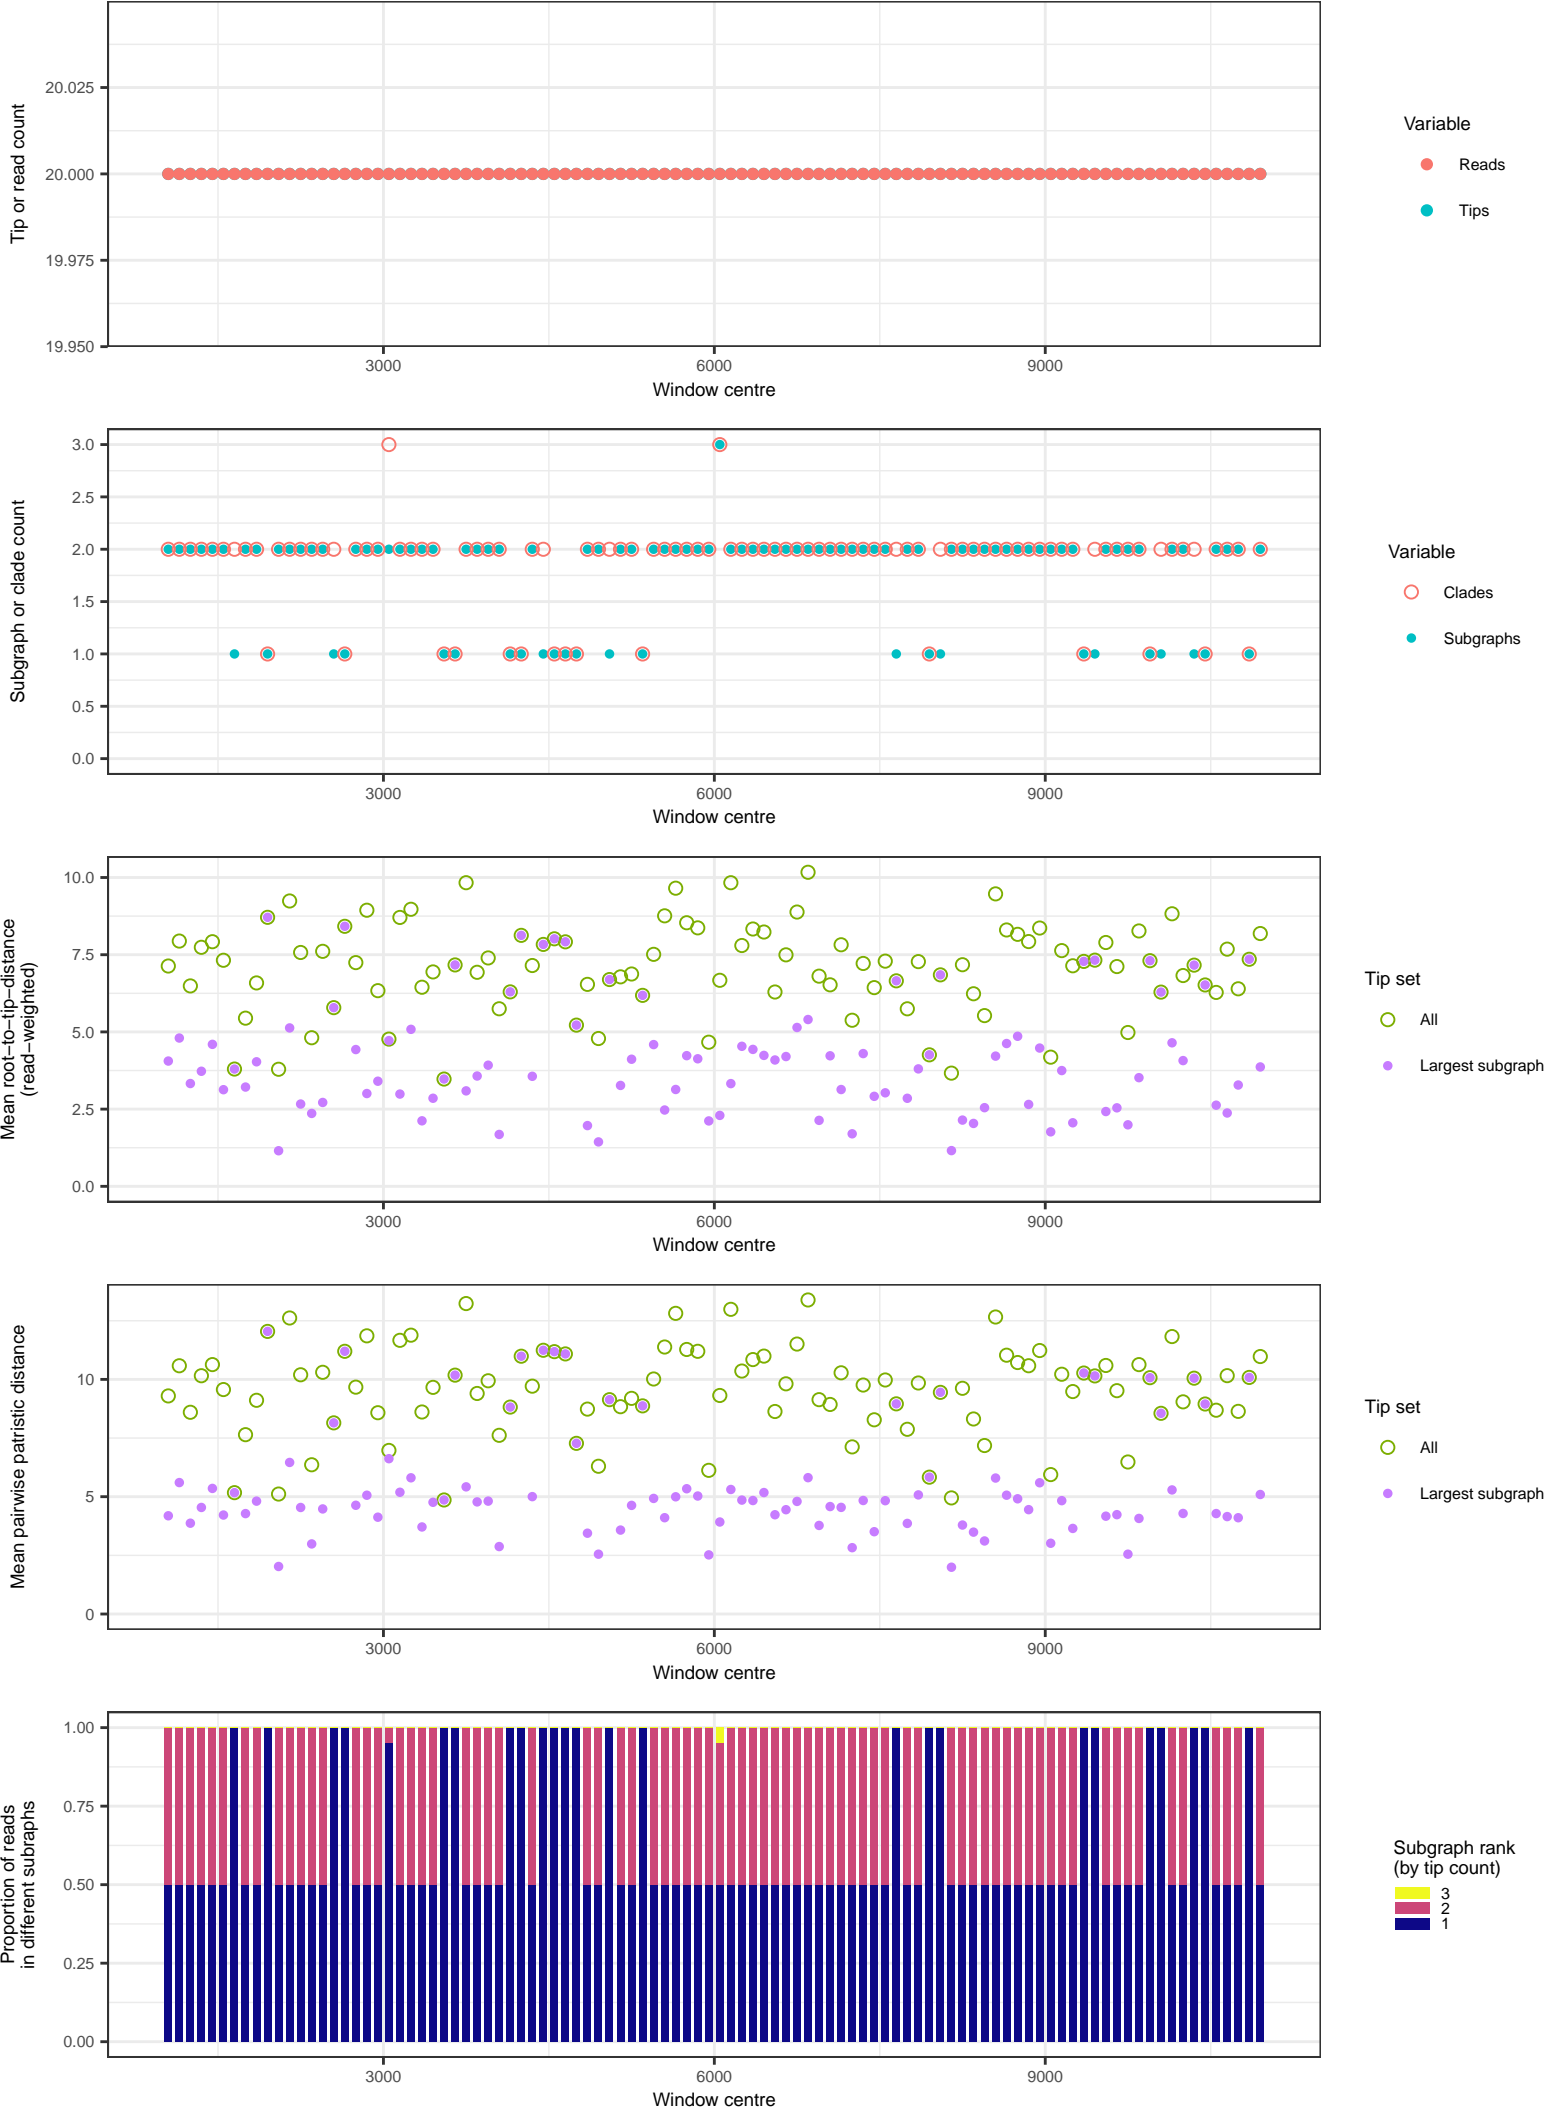 20.025
20.000
19.975
19.950
Tip or read count
3000 6000 9000
Window centre
Variable
Reads
Tips
3.0
2.5
2.0
1.5
1.0
0.5
0.0
Subgraph or clade count
3000 6000 9000
Window centre
Variable
Clades
Subgraphs
10.0
7.5
5.0
2.5
0.0
Mean root−to−tip−distance
(read−weighted)
3000 6000 9000
Window centre
Tip set
All
Largest subgraph
10
5
0
Mean pairwise patristic distance
3000 6000 9000
Window centre
Tip set
All
Largest subgraph
1.00
0.75
0.50
0.25
0.00
Proportion of reads
in different subraphs
3000 6000 9000
Window centre
Subgraph rank
(by tip count)
3
2
1